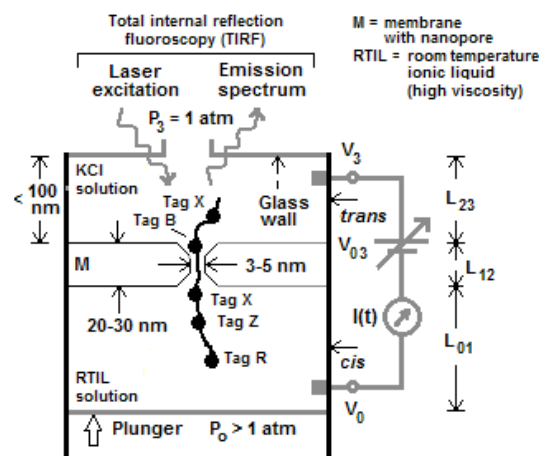 Total internal reflection
fluoroscopy (TIRF)
M = membrane
with nanopore
RTIL = room temperature
ionic liquid
(high viscosity)
Laser
excitation
Emission
spectrum
P3 = 1 atm
KCI
solution
< 100
nm
Tag X
Tag B
Glass
wall
V3
trans
L23
V03
M
3-5 nm
L12
20-30 nm
Tag X
Tag Z
Tag R
I(t)
L01
cis
RTIL
solution
V0
Plunger
Po > 1 atm